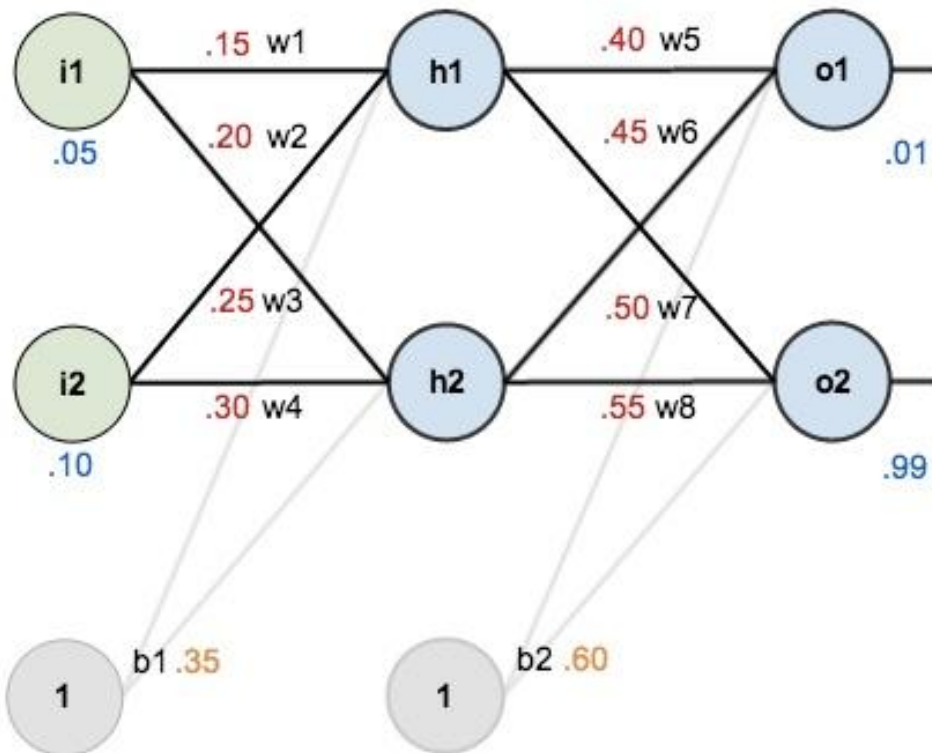 i1
.15 w1
h1
.40 w5
o1
.05
.20 w2
.45 w6
.01
.25 w3
.50 w7
i2
.30 w4
h2
.55 w8
o2
.10
.99
1
b1 .35
1
b2 .60